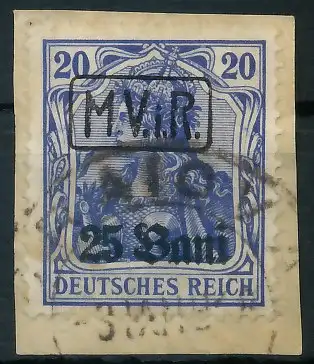 20 20
M.V.i.R.
25 Bani
DEUTSCHES REICH